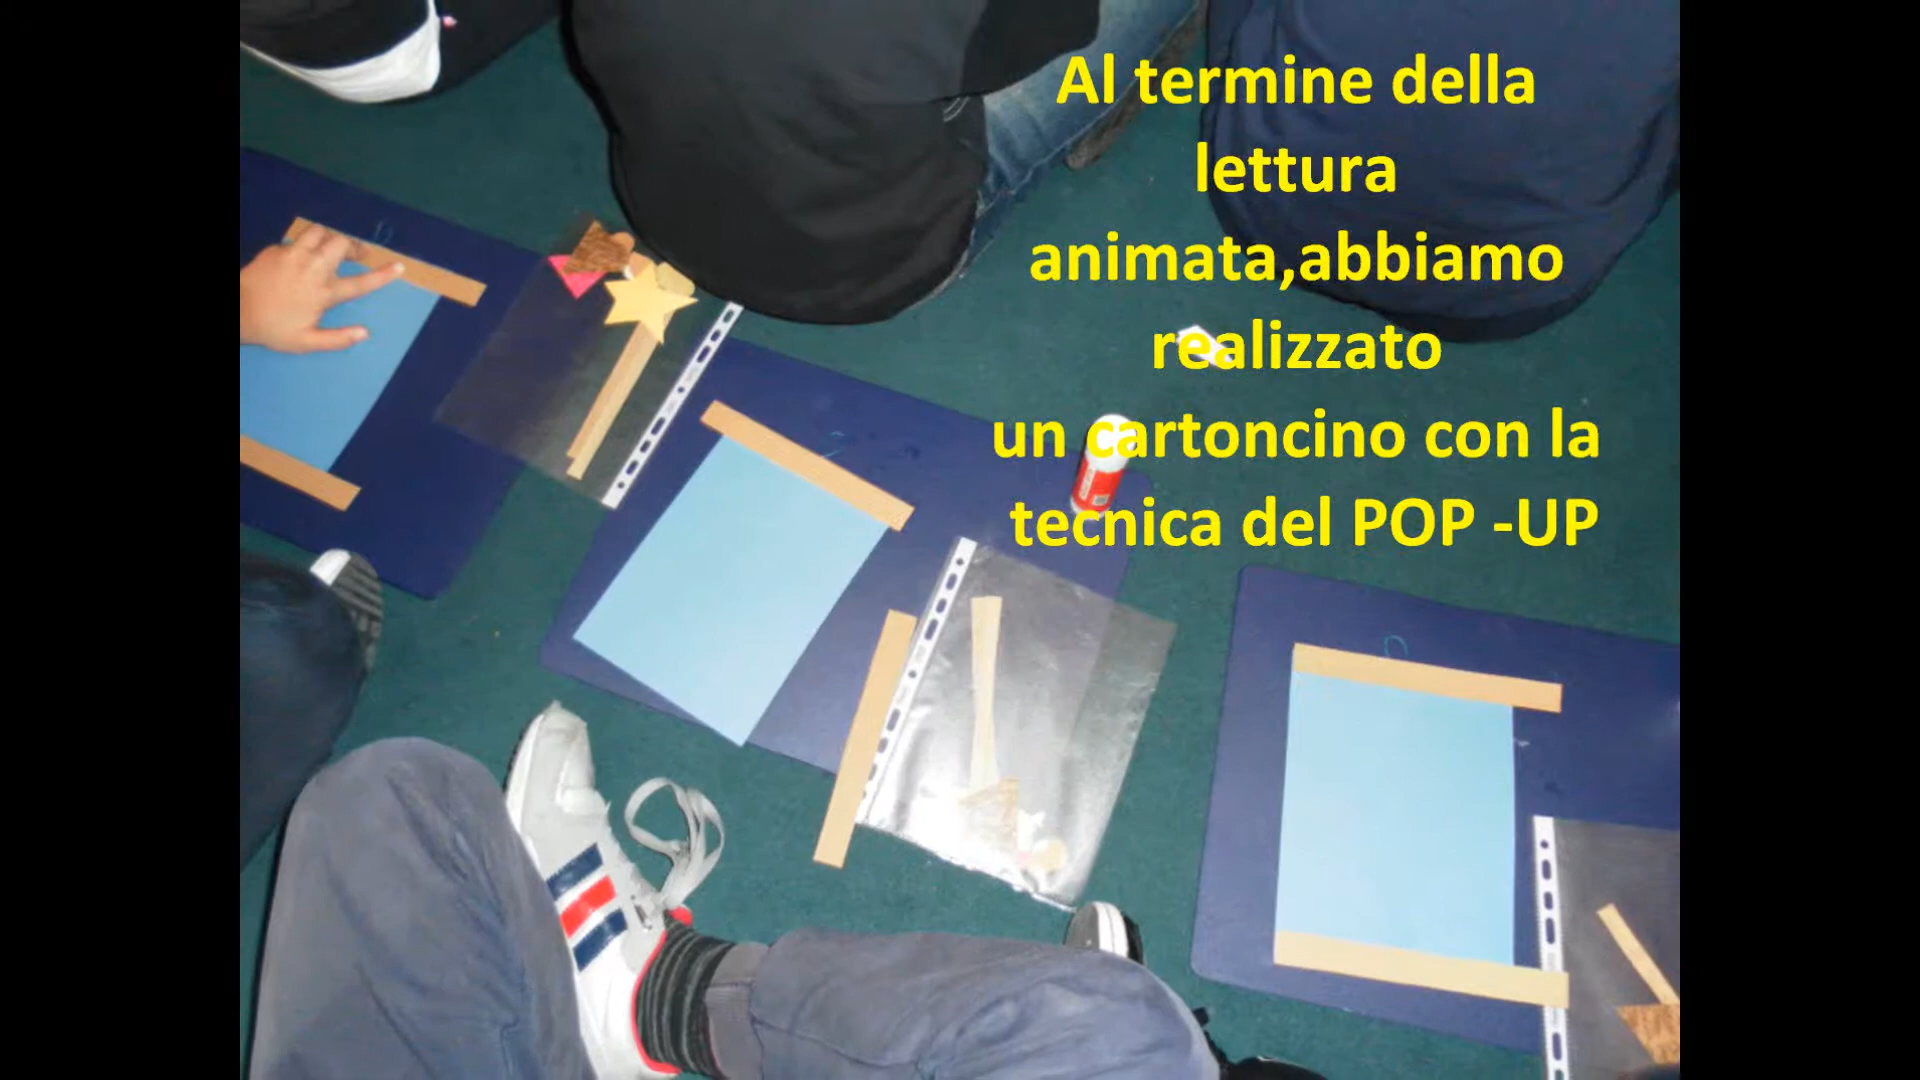 Al termine della
lettura
animata,abbiamo
realizzato
un cartoncino con la
tecnica del POP -UP